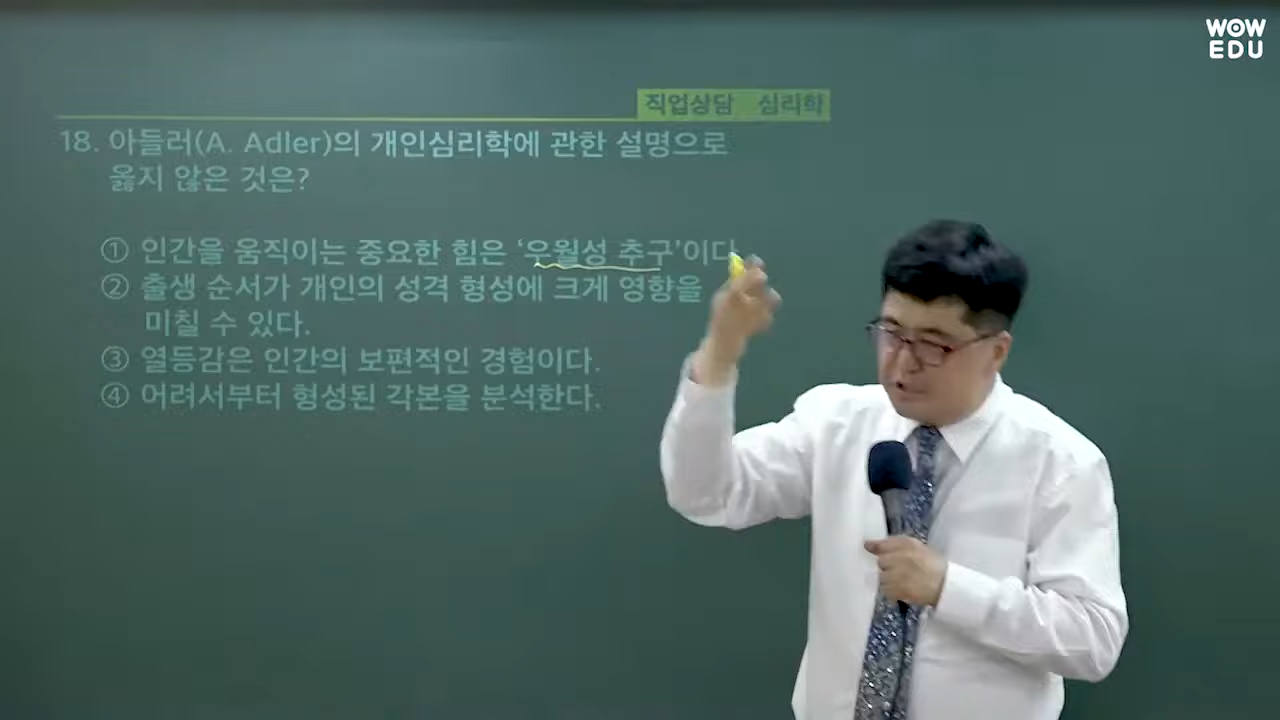 WOW
EDU
직업상담 심리학
18. 아들러(A. Adler)의 개인심리학에 관한 설명으로
옳지 않은 것은?
① 인간을 움직이는 중요한 힘은 ‘우월성 추구’이다.
② 출생 순서가 개인의 성격 형성에 크게 영향을
미칠 수 있다.
③ 열등감은 인간의 보편적인 경험이다.
④ 어려서부터 형성된 각본을 분석한다.